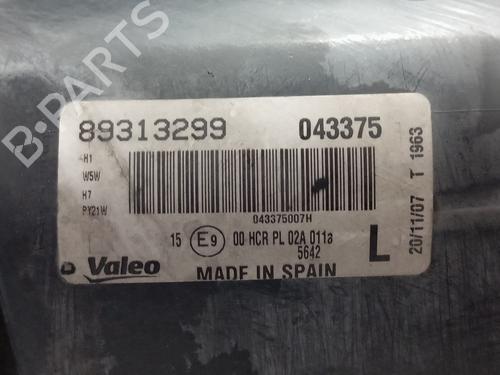 B-PARTS
89313299 043375
H1
W5W
H7
PY21W
043375007H
15 E9 00 HCR PL 02A 011a
5642
Valeo
L
MADE IN SPAIN
20/11/07 T 1963